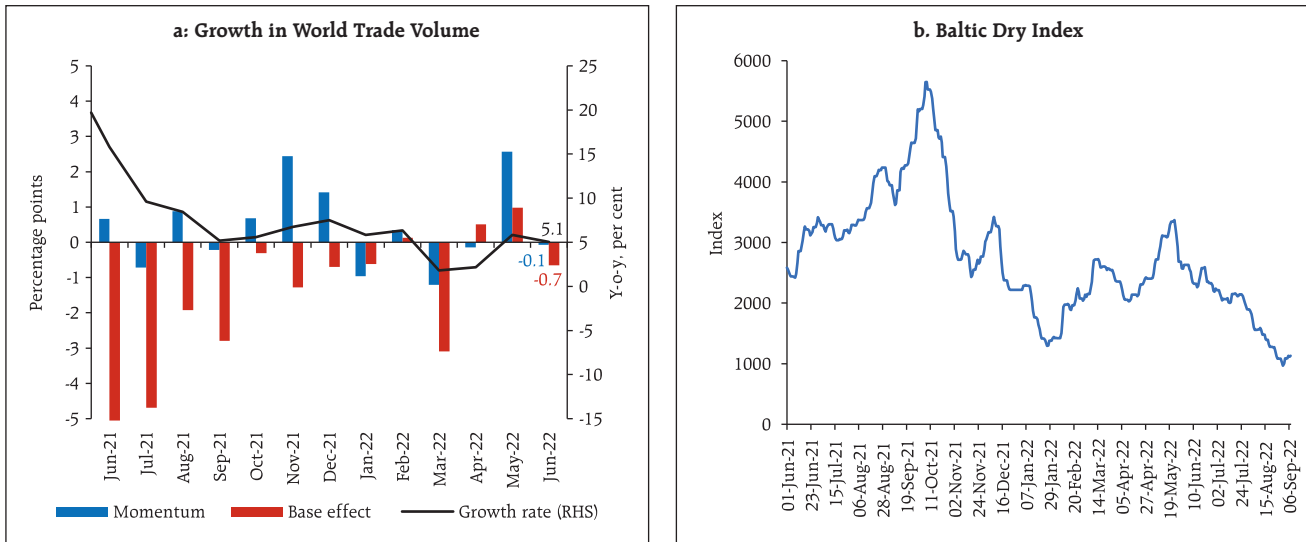 a: Growth in World Trade Volume
5
4
3
2
1
0
-1
-2
-3
-4
-5
Percentage points
25
20
15
10
5
0
-5
-10
-15
Y-o-y, per cent
5.1
-0.1
-0.7
Jun-21
Jul-21
Aug-21
Sep-21
Oct-21
Nov-21
Dec-21
Jan-22
Feb-22
Mar-22
Apr-22
May-22
Jun-22
Momentum Base effect Growth rate (RHS)
b. Baltic Dry Index
6000
5000
4000
3000
2000
1000
0
Index
01-Jun-21
23-Jun-21
15-Jul-21
06-Aug-21
28-Aug-21
19-Sep-21
11-Oct-21
02-Nov-21
24-Nov-21
16-Dec-21
07-Jan-22
29-Jan-22
20-Feb-22
14-Mar-22
05-Apr-22
27-Apr-22
19-May-22
10-Jun-22
02-Jul-22
24-Jul-22
15-Aug-22
06-Sep-22